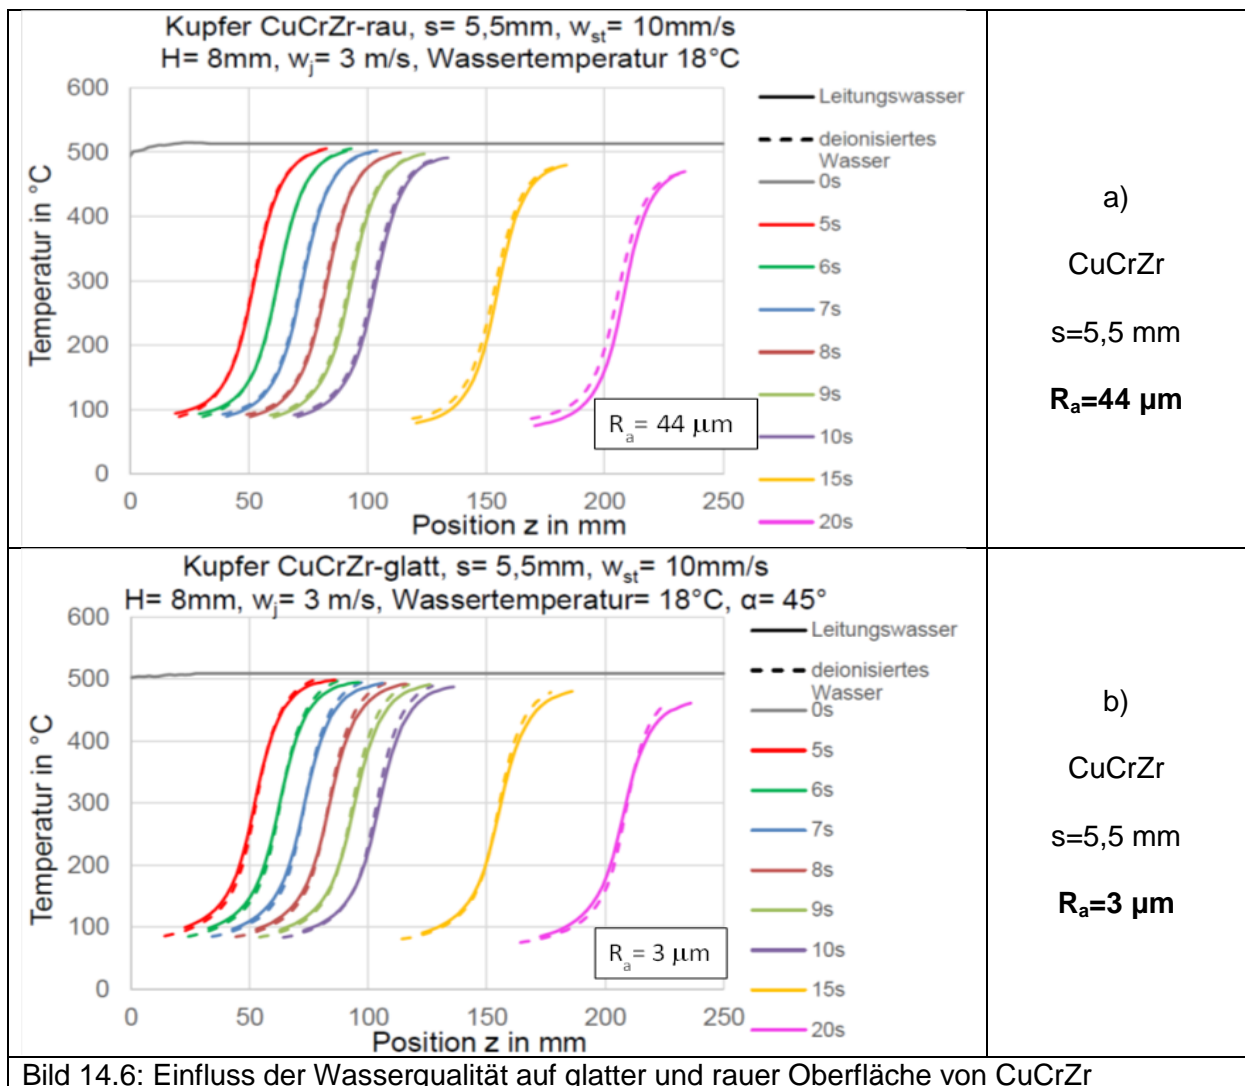 Kupfer CuCrZr-rau, s= 5,5mm, wst= 10mm/s
H= 8mm, wj= 3 m/s, Wassertemperatur 18°C
Temperatur in °C
600
500
400
300
200
100
0
0
50
100
150
200
250
Position z in mm
Ra= 44 µm
Leitungswasser
deionisiertes
Wasser
0s
5s
6s
7s
8s
9s
10s
15s
20s
a)
CuCrZr
s=5,5 mm
Ra=44 µm
Kupfer CuCrZr-glatt, s= 5,5mm, wst= 10mm/s
H= 8mm, wj= 3 m/s, Wassertemperatur= 18°C, α= 45°
Temperatur in °C
600
500
400
300
200
100
0
0
50
100
150
200
250
Position z in mm
Ra= 3 µm
Leitungswasser
deionisiertes
Wasser
0s
5s
6s
7s
8s
9s
10s
15s
20s
b)
CuCrZr
s=5,5 mm
Ra=3 µm
Bild 14.6: Einfluss der Wasserqualität auf glatter und rauer Oberfläche von CuCrZr